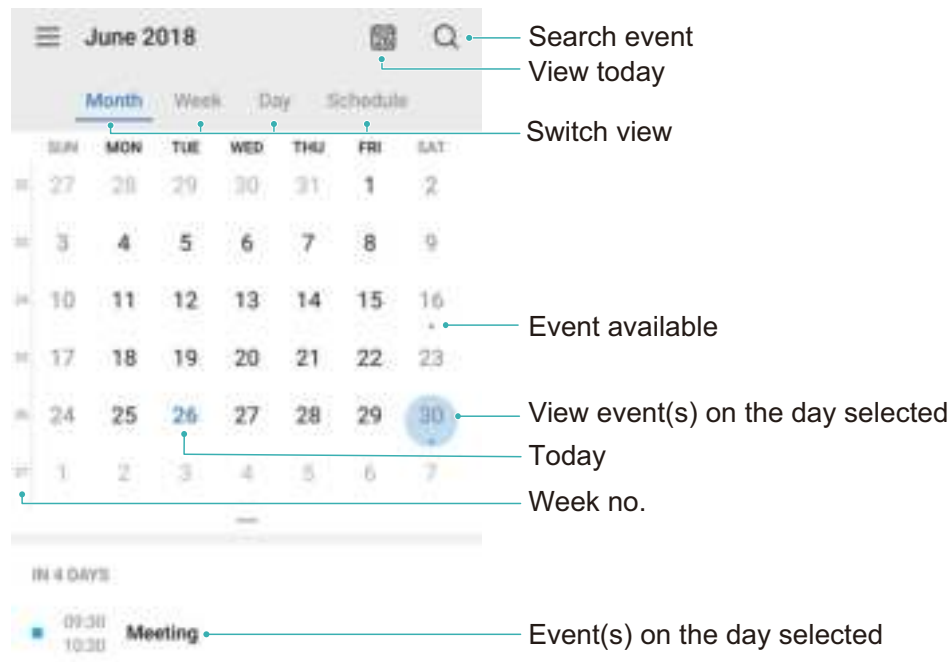 June 2018
Search event
View today
Month Week Day Schedule
Switch view
SUN MON TUE WED THU FRI SAT
27 28 29 30 31 1 2
3 4 5 6 7 8 9
10 11 12 13 14 15 16
Event available
17 18 19 20 21 22 23
24 25 26 27 28 29 30
View event(s) on the day selected
Today
1 2 3 4 5 6 7
Week no.
IN 4 DAYS
09:30
10:30
Meeting
Event(s) on the day selected